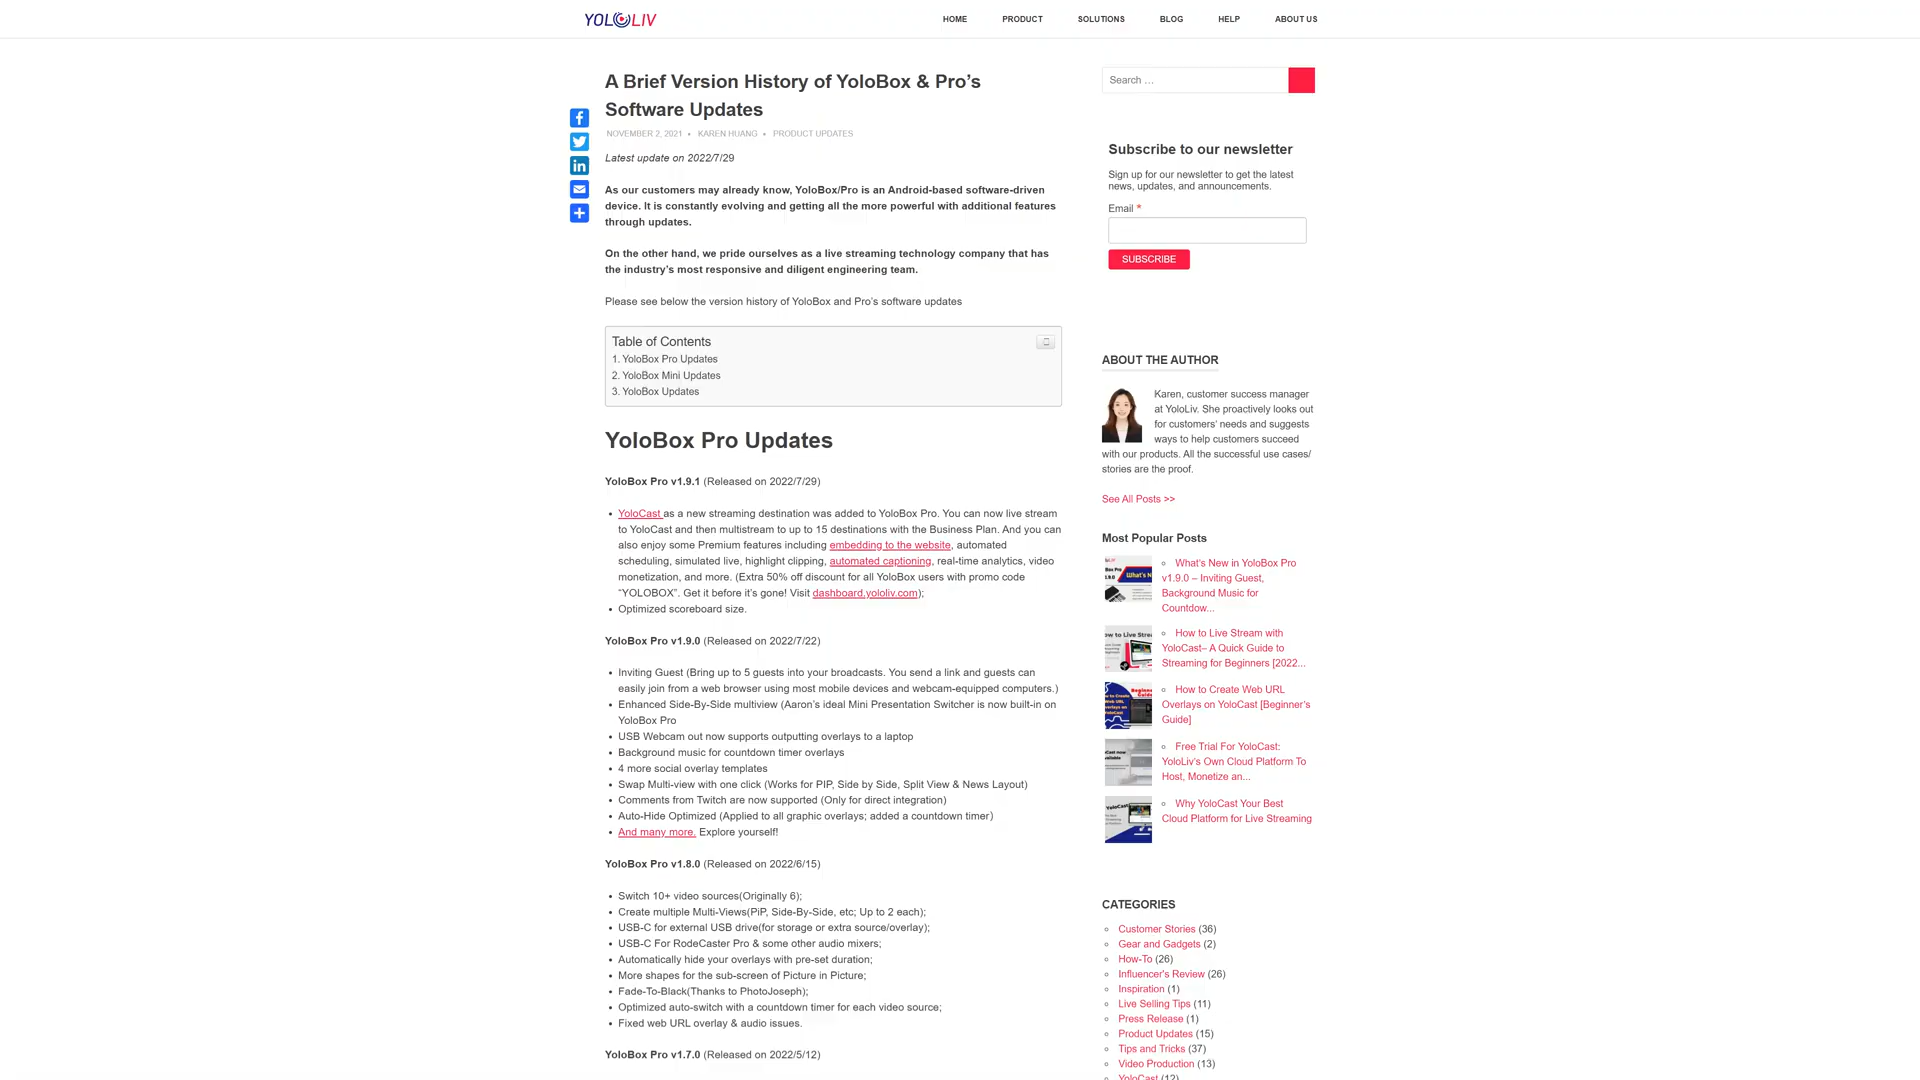 YOLOLIV
HOME
PRODUCT
SOLUTIONS
BLOG
HELP
ABOUT US
A Brief Version History of YoloBox & Pro’s
Software Updates
NOVEMBER 2, 2021 • KAREN HUANG • PRODUCT UPDATES
Latest update on 2022/7/29
As our customers may already know, YoloBox/Pro is an Android-based software-driven
device. It is constantly evolving and getting all the more powerful with additional features
through updates.
On the other hand, we pride ourselves as a live streaming technology company that has
the industry’s most responsive and diligent engineering team.
Please see below the version history of YoloBox and Pro’s software updates
Table of Contents
1. YoloBox Pro Updates
2. YoloBox Mini Updates
3. YoloBox Updates
YoloBox Pro Updates
YoloBox Pro v1.9.1 (Released on 2022/7/29)
• YoloCast as a new streaming destination was added to YoloBox Pro. You can now live stream
to YoloCast and then multistream to up to 15 destinations with the Business Plan. And you can
also enjoy some Premium features including embedding to the website, automated
scheduling, simulated live, highlight clipping, automated captioning, real-time analytics, video
monetization, and more. (Extra 50% off discount for all YoloBox users with promo code
“YOLOBOX”. Get it before it’s gone! Visit dashboard.yololiv.com);
• Optimized scoreboard size.
YoloBox Pro v1.9.0 (Released on 2022/7/22)
• Inviting Guest (Bring up to 5 guests into your broadcasts. You send a link and guests can
easily join from a web browser using most mobile devices and webcam-equipped computers.)
• Enhanced Side-By-Side multiview (Aaron’s ideal Mini Presentation Switcher is now built-in on
YoloBox Pro
• USB Webcam out now supports outputting overlays to a laptop
• Background music for countdown timer overlays
• 4 more social overlay templates
• Swap Multi-view with one click (Works for PIP, Side by Side, Split View & News Layout)
• Comments from Twitch are now supported (Only for direct integration)
• Auto-Hide Optimized (Applied to all graphic overlays; added a countdown timer)
• And many more. Explore yourself!
YoloBox Pro v1.8.0 (Released on 2022/6/15)
• Switch 10+ video sources(Originally 6);
• Create multiple Multi-Views(PiP, Side-By-Side, etc; Up to 2 each);
• USB-C for external USB drive(for storage or extra source/overlay);
• USB-C For RodeCaster Pro & some other audio mixers;
• Automatically hide your overlays with pre-set duration;
• More shapes for the sub-screen of Picture in Picture;
• Fade-To-Black(Thanks to PhotoJoseph);
• Optimized auto-switch with a countdown timer for each video source;
• Fixed web URL overlay & audio issues.
YoloBox Pro v1.7.0 (Released on 2022/5/12)
Search …
Subscribe to our newsletter
Sign up for our newsletter to get the latest
news, updates, and announcements.
Email *
SUBSCRIBE
ABOUT THE AUTHOR
Karen, customer success manager
at YoloLiv. She proactively looks out
for customers’ needs and suggests
ways to help customers succeed
with our products. All the successful use cases/
stories are the proof.
See All Posts >>
Most Popular Posts
What’s New in YoloBox Pro
v1.9.0 – Inviting Guest,
Background Music for
Countdow...
How to Live Stream with
YoloCast– A Quick Guide to
Streaming for Beginners [2022...
How to Create Web URL
Overlays on YoloCast [Beginner’s
Guide]
Free Trial For YoloCast:
YoloLiv’s Own Cloud Platform To
Host, Monetize an...
Why YoloCast Your Best
Cloud Platform for Live Streaming
CATEGORIES
Customer Stories (36)
Gear and Gadgets (2)
How-To (26)
Influencer's Review (26)
Inspiration (1)
Live Selling Tips (11)
Press Release (1)
Product Updates (15)
Tips and Tricks (37)
Video Production (13)
YoloCast (12)